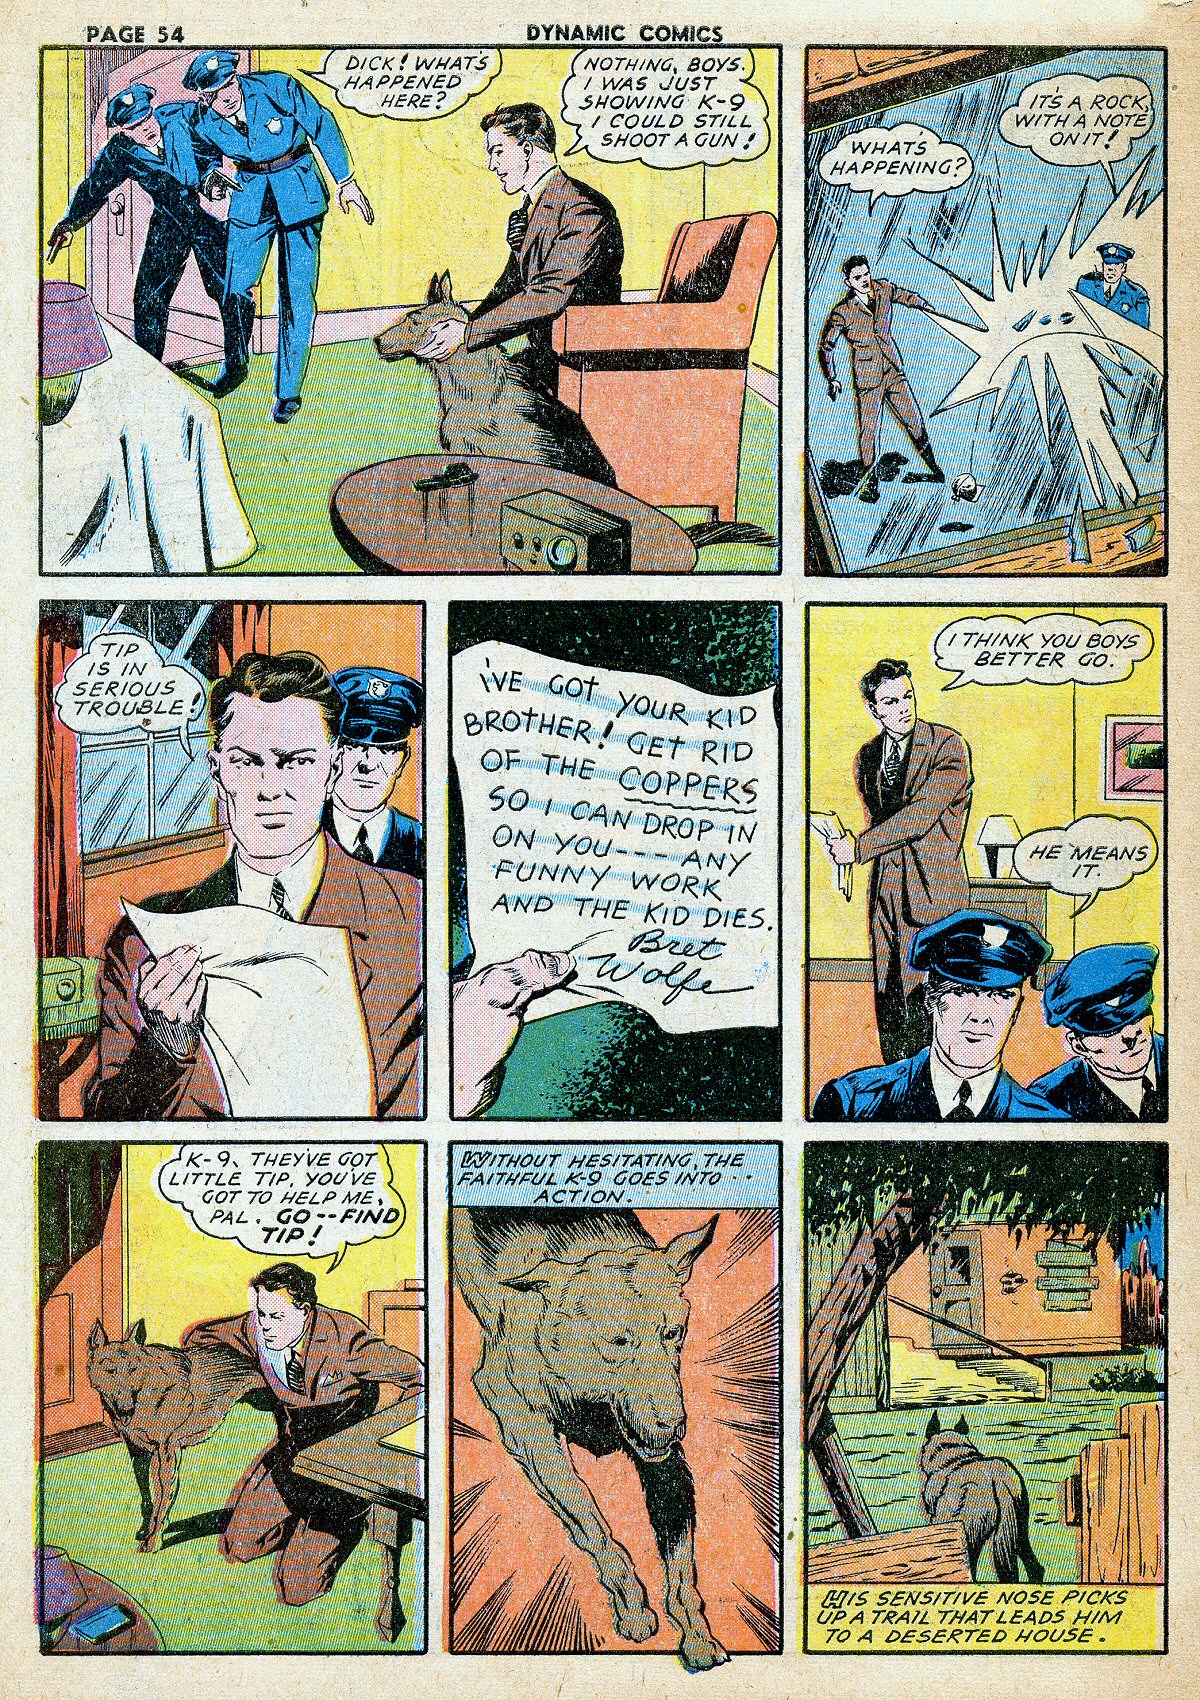 PAGE 54
DYNAMIC COMICS
DICK! WHAT'S
HAPPENED
HERE?
NOTHING, BOYS.
I WAS JUST
SHOWING K-9
I COULD STILL
SHOOT A GUN!
WHAT'S
HAPPENING?
IT'S A ROCK,
WITH A NOTE
ON IT!
TIP
IS IN
SERIOUS
TROUBLE!
I'VE GOT YOUR KID
BROTHER! GET RID
OF THE COPPERS
SO I CAN DROP IN
ON YOU--- ANY
FUNNY WORK
AND THE KID DIES.
Bret
Wolfe
I THINK YOU BOYS
BETTER GO.
HE MEANS
IT.
K-9, THEY'VE GOT
LITTLE TIP. YOU'VE
GOT TO HELP ME,
PAL. GO--FIND
TIP!
WITHOUT HESITATING, THE
FAITHFUL K-9 GOES INTO
ACTION.
HIS SENSITIVE NOSE PICKS
UP A TRAIL THAT LEADS HIM
TO A DESERTED HOUSE.